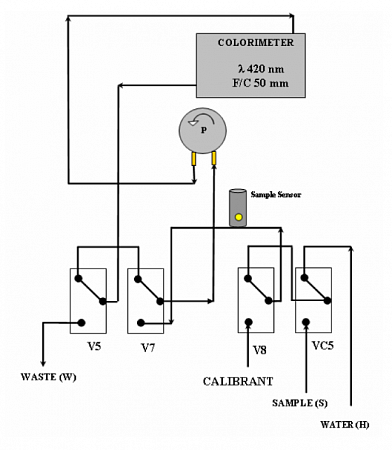 COLORIMETER
λ 420 nm
F/C 50 mm
P
Sample Sensor
V5
V7
V8
VC5
WASTE (W)
CALIBRANT
SAMPLE (S)
WATER (H)